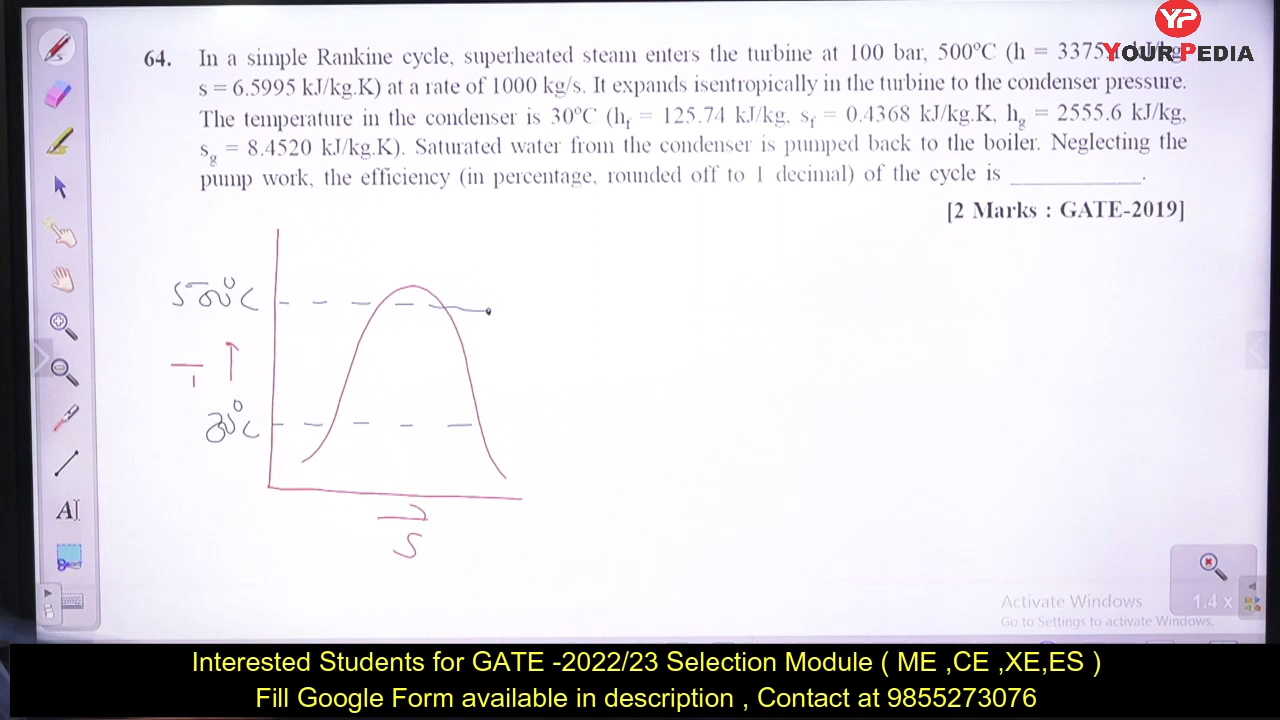 YP
YOURPEDIA
64. In a simple Rankine cycle, superheated steam enters the turbine at 100 bar, 500°C (h = 3375
s = 6.5995 kJ/kg.K) at a rate of 1000 kg/s. It expands isentropically in the turbine to the condenser pressure.
The temperature in the condenser is 30°C (hf = 125.74 kJ/kg, sf = 0.4368 kJ/kg.K, hg = 2555.6 kJ/kg,
sg = 8.4520 kJ/kg.K). Saturated water from the condenser is pumped back to the boiler. Neglecting the
pump work, the efficiency (in percentage, rounded off to 1 decimal) of the cycle is ____________.
[2 Marks : GATE-2019]
500°C
T ↑
30°C
→
S
AI
Activate Windows
1.4 x
Go to Settings to activate Windows.
Interested Students for GATE -2022/23 Selection Module ( ME ,CE ,XE,ES )
Fill Google Form available in description , Contact at 9855273076